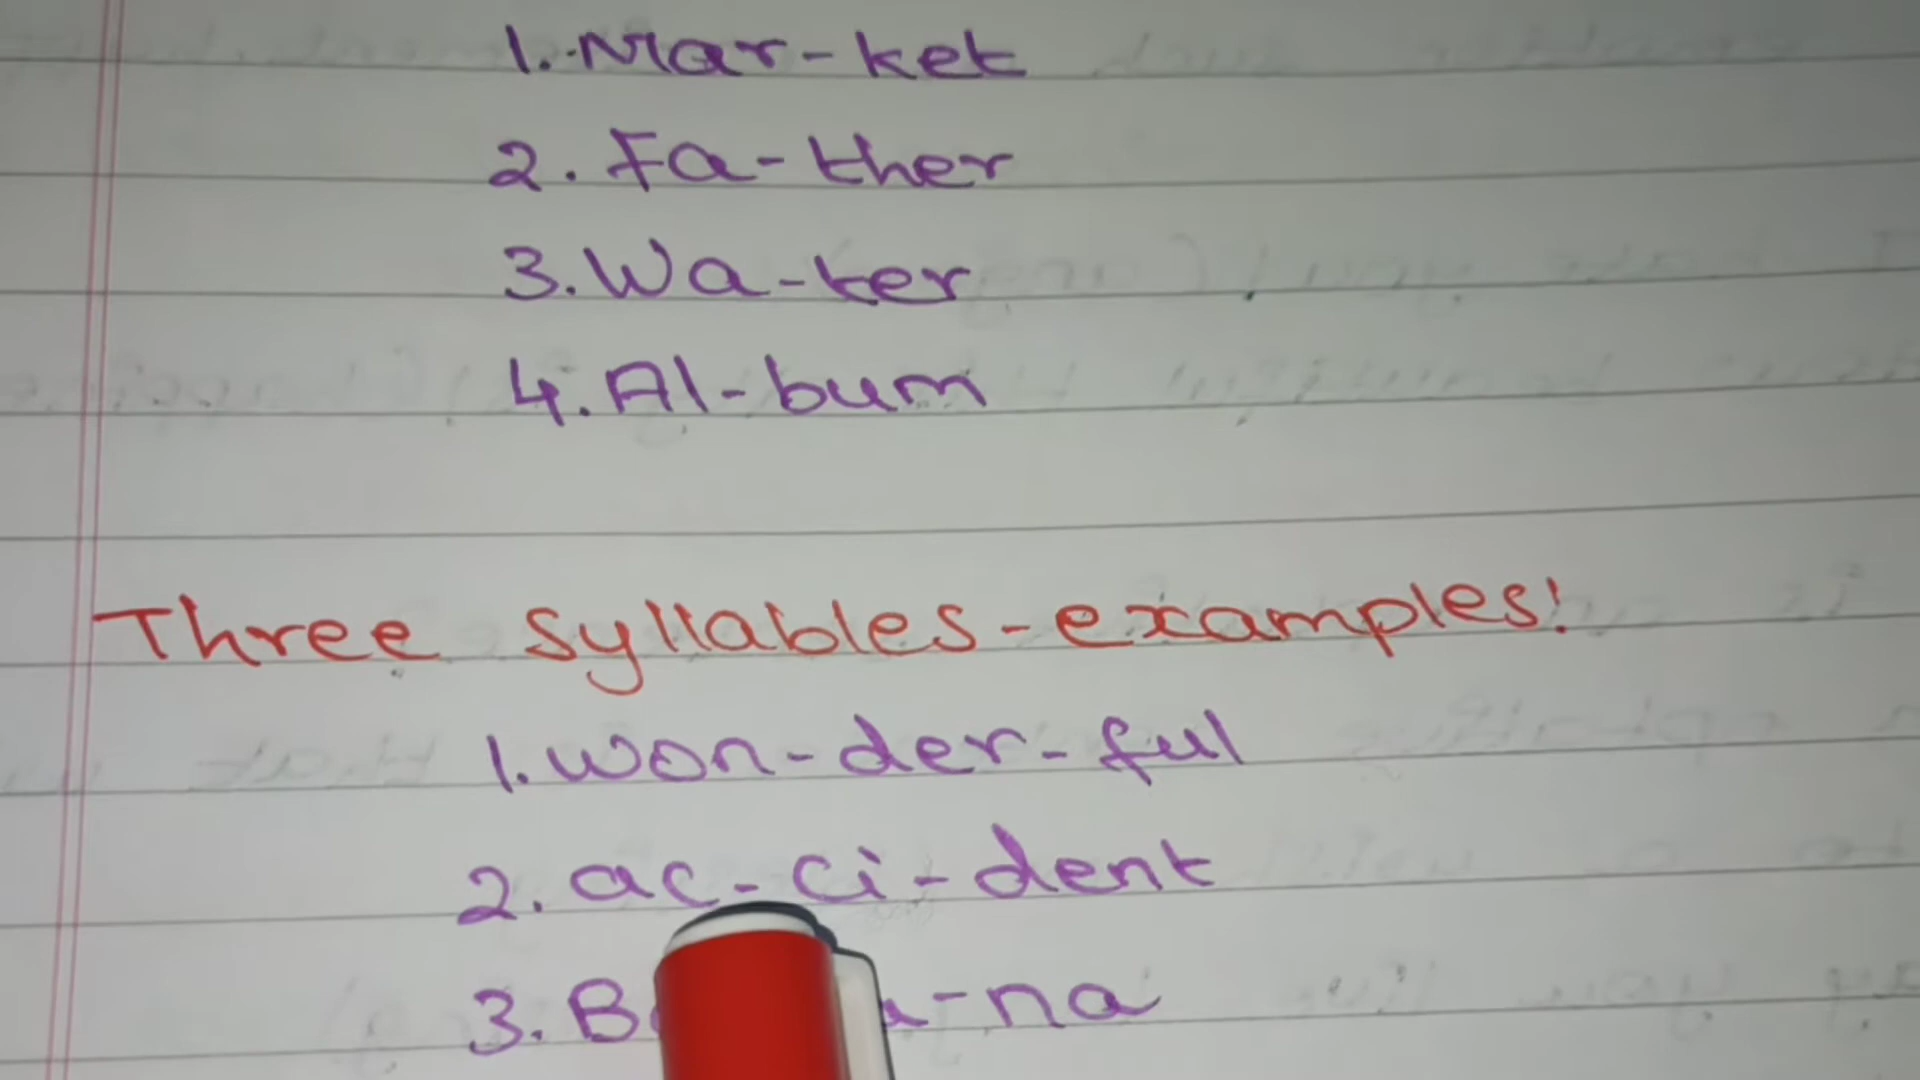 1. Mar-ket
2. Fa-ther
3. Wa-ter
4. Al-bum
Three syllables-examples:
1. won-der-ful
2. ac-ci-dent
3. -na